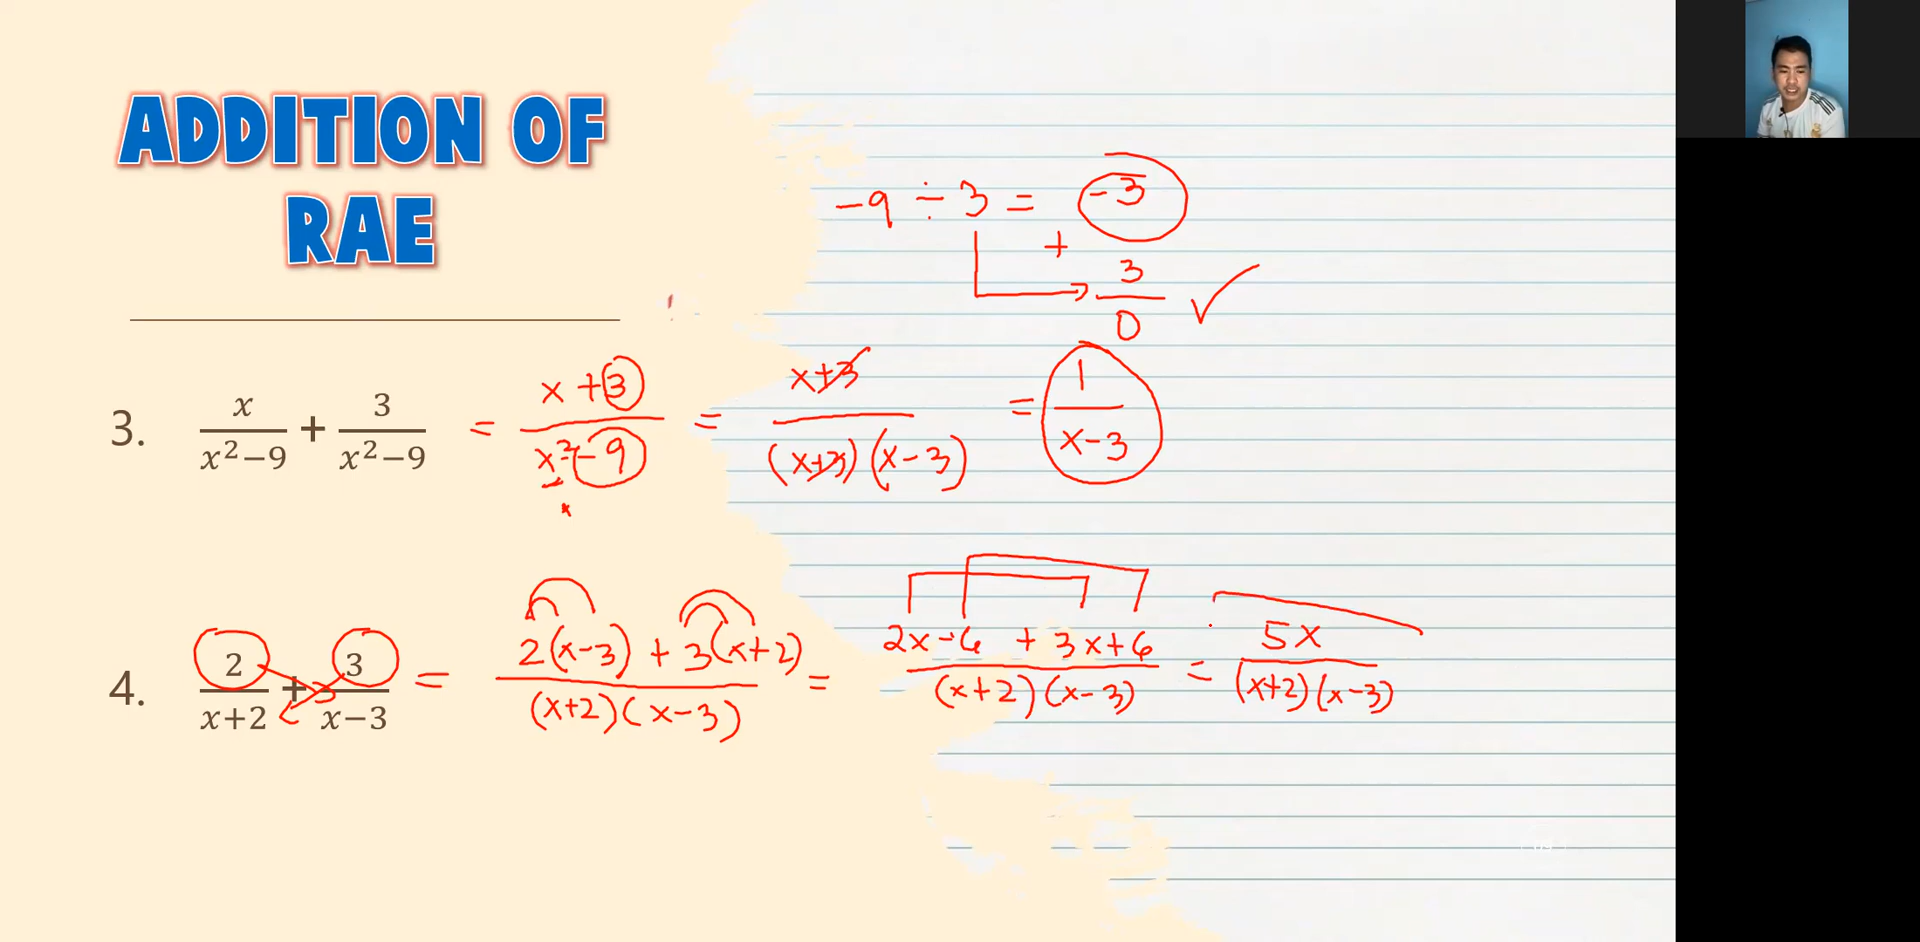 ADDITION OF
RAE
-9 ÷ 3 = -3
+
3
0 ✓
3. x/(x²−9) + 3/(x²−9) = (x+3)/(x²−9) = (x+3)/((x+3)(x−3)) = 1/(x−3)
4. 2/(x+2) + 3/(x−3) = (2(x−3) + 3(x+2))/((x+2)(x−3)) = (2x−6 + 3x+6)/((x+2)(x−3)) = 5x/((x+2)(x−3))